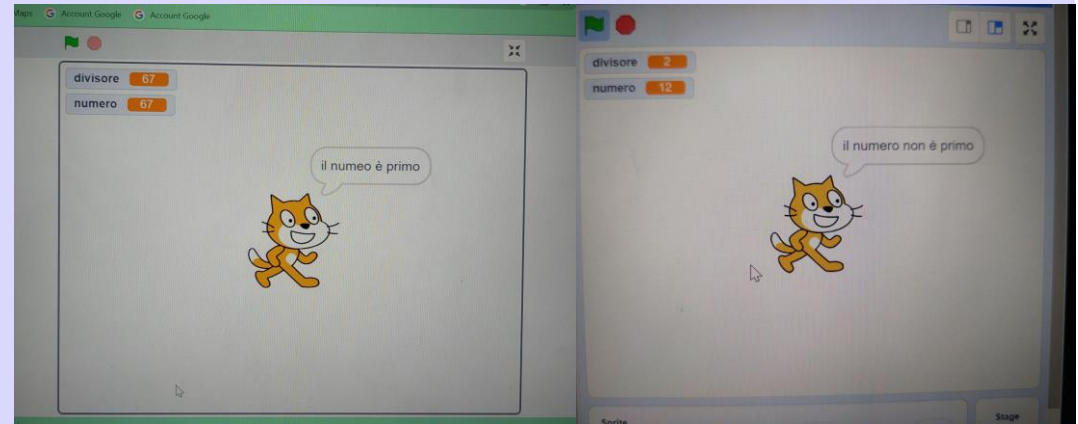 Maps Account Google Account Google
divisore 67
numero 67
il numeo è primo
divisore 2
numero 12
il numero non è primo
Sprite
Stage